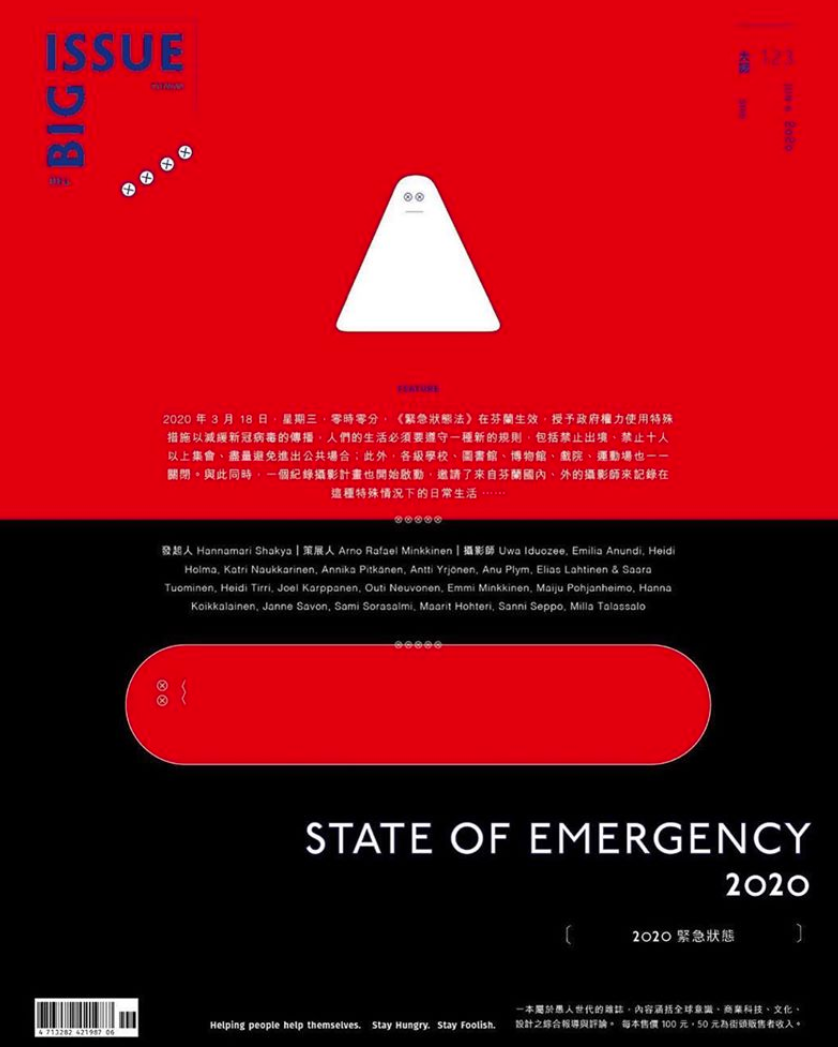 THE
BIG
ISSUE
大誌
123
2020
FEATURE
2020 年 3 月 18 日，星期三，零時零分，《緊急狀態法》在芬蘭生效，授予政府權力使用特殊
措施以減緩新冠病毒的傳播，人們的生活必須要遵守一種新的規則，包括禁止出境、禁止十人
以上集會、盡量避免進出公共場合；此外，各級學校、圖書館、博物館、戲院、運動場也一一
關閉。與此同時，一個紀錄攝影計畫也開始啟動，邀請了來自芬蘭國內、外的攝影師來記錄在
這種特殊情況下的日常生活 ⋯⋯
發起人 Hannamari Shakya | 策展人 Arno Rafael Minkkinen | 攝影師 Uwa Iduozee, Emilia Anundi, Heidi
Holma, Katri Naukkarinen, Annika Pitkänen, Antti Yrjönen, Anu Plym, Elias Lahtinen & Saara
Tuominen, Heidi Tirri, Joel Karppanen, Outi Neuvonen, Emmi Minkkinen, Maiju Pohjanheimo, Hanna
Koikkalainen, Janne Savon, Sami Sorasalmi, Maarit Hohteri, Sanni Seppo, Milla Talassalo
STATE OF EMERGENCY
2020
〔 2020 緊急狀態 〕
一本屬於愚人世代的雜誌，內容涵括全球意識、商業科技、文化、
設計之綜合報導與評論。 每本售價 100 元，50 元為街頭販售者收入。
Helping people help themselves. Stay Hungry. Stay Foolish.
4 713282 421987 06